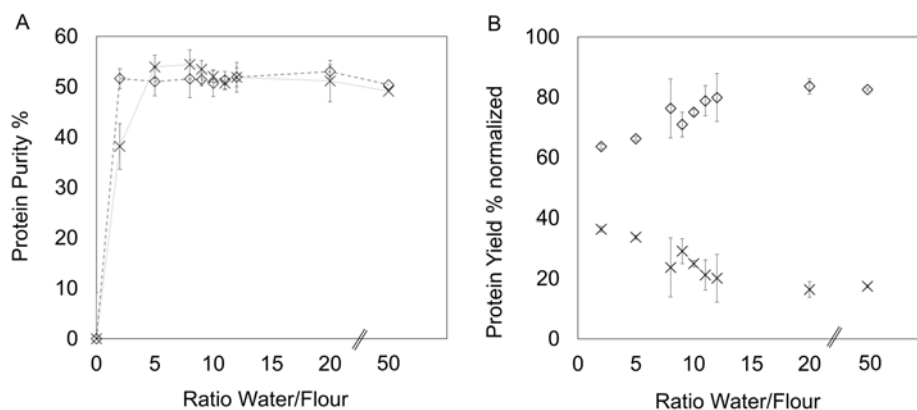 A
Protein Purity %
60
50
40
30
20
10
0
0 5 10 15 20 50
Ratio Water/Flour
B
Protein Yield % normalized
100
80
60
40
20
0
0 5 10 15 20 50
Ratio Water/Flour